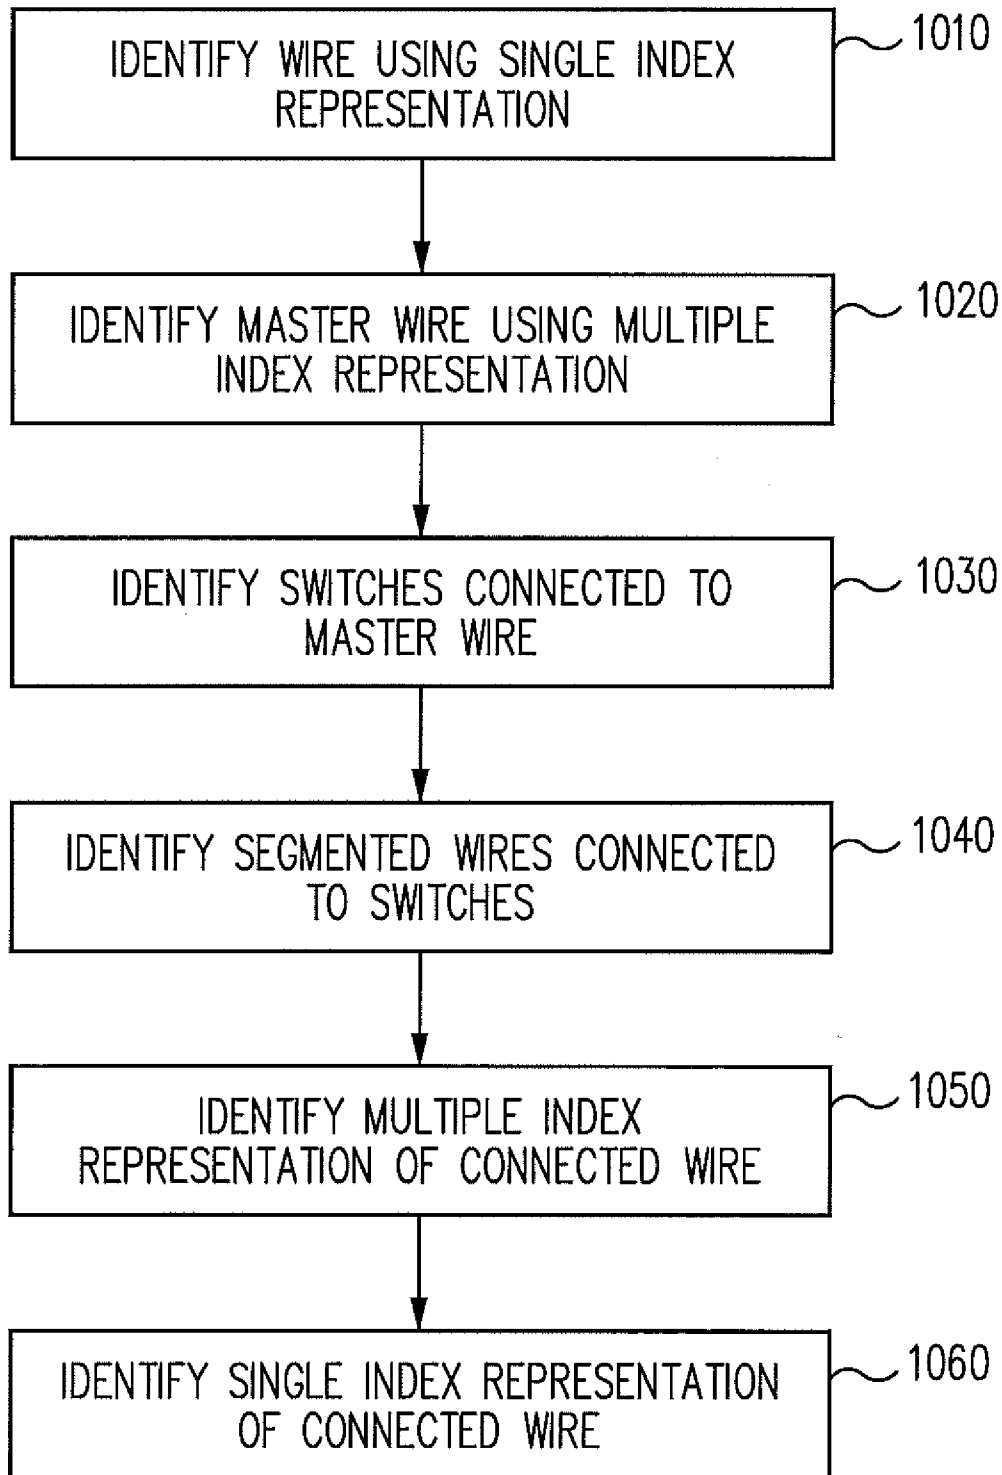 IDENTIFY WIRE USING SINGLE INDEX
REPRESENTATION
1010
IDENTIFY MASTER WIRE USING MULTIPLE
INDEX REPRESENTATION
1020
IDENTIFY SWITCHES CONNECTED TO
MASTER WIRE
1030
IDENTIFY SEGMENTED WIRES CONNECTED
TO SWITCHES
1040
IDENTIFY MULTIPLE INDEX
REPRESENTATION OF CONNECTED WIRE
1050
IDENTIFY SINGLE INDEX REPRESENTATION
OF CONNECTED WIRE
1060